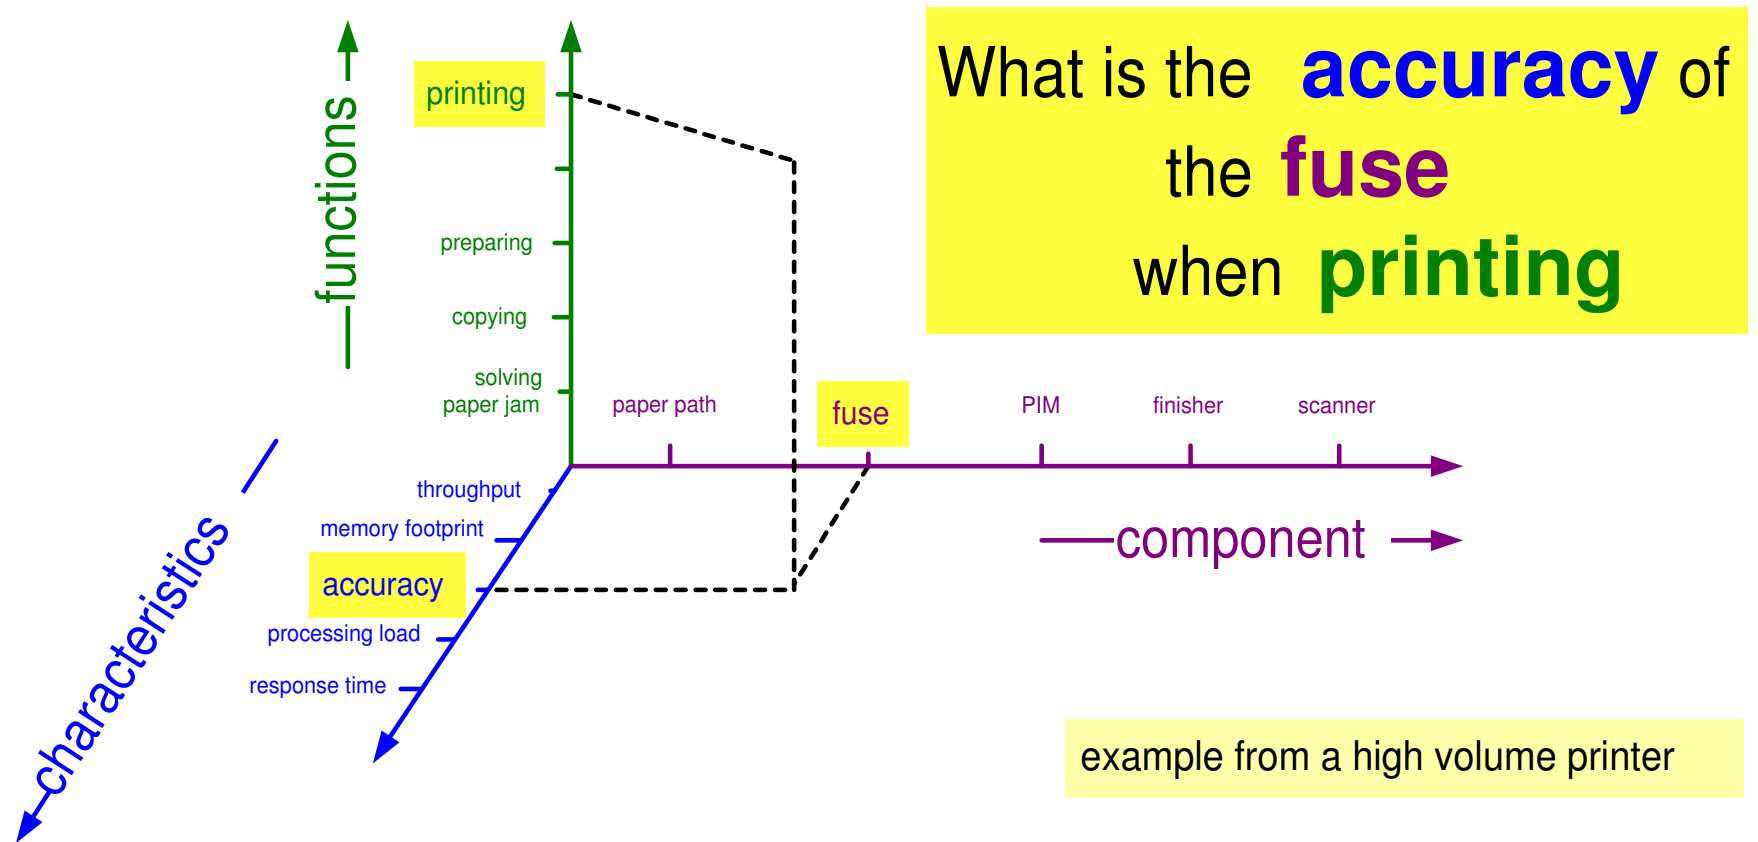 What is the accuracy of
the fuse
when printing
functions
printing
preparing
copying
solving
paper jam
paper path
fuse
PIM
finisher
scanner
component
throughput
memory footprint
accuracy
processing load
response time
characteristics
example from a high volume printer